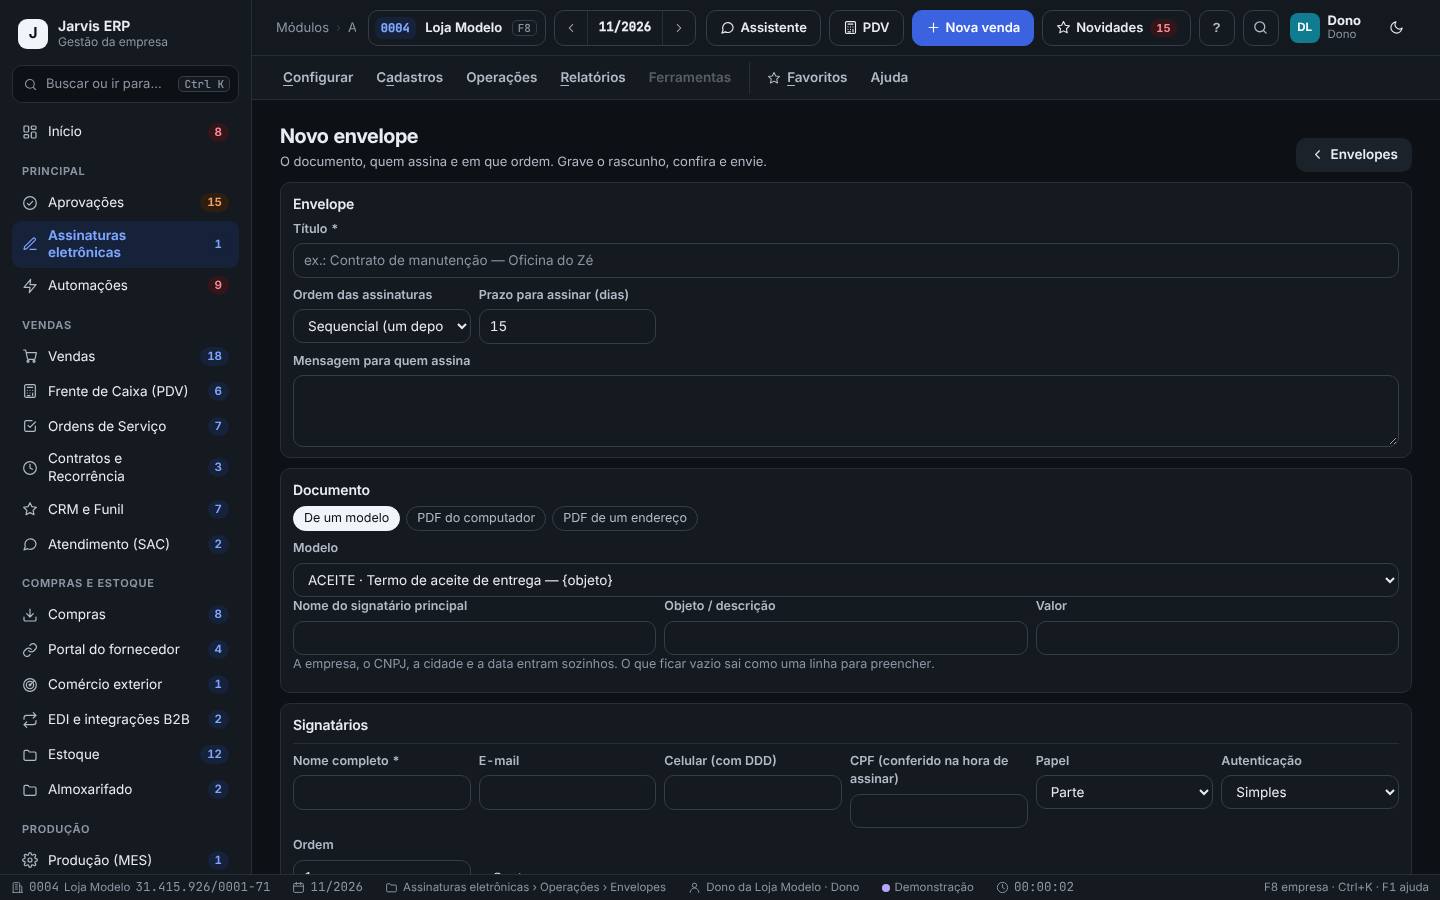 J
Jarvis ERP
Gestão da empresa
Buscar ou ir para...
Ctrl K
Início
8
PRINCIPAL
Aprovações
15
Assinaturas
eletrônicas
1
Automações
9
VENDAS
Vendas
18
Frente de Caixa (PDV)
6
Ordens de Serviço
7
Contratos e
Recorrência
3
CRM e Funil
7
Atendimento (SAC)
2
COMPRAS E ESTOQUE
Compras
8
Portal do fornecedor
4
Comércio exterior
1
EDI e integrações B2B
2
Estoque
12
Almoxarifado
2
PRODUÇÃO
Produção (MES)
1
Módulos › A
0004 Loja Modelo F8
‹ 11/2026 ›
Assistente
PDV
Nova venda
Novidades 15
?
DL
Dono
Dono
Configurar
Cadastros
Operações
Relatórios
Ferramentas
Favoritos
Ajuda
Novo envelope
O documento, quem assina e em que ordem. Grave o rascunho, confira e envie.
Envelopes
Envelope
Título *
ex.: Contrato de manutenção — Oficina do Zé
Ordem das assinaturas
Prazo para assinar (dias)
Sequencial (um depo
15
Mensagem para quem assina
Documento
De um modelo
PDF do computador
PDF de um endereço
Modelo
ACEITE · Termo de aceite de entrega — {objeto}
Nome do signatário principal
Objeto / descrição
Valor
A empresa, o CNPJ, a cidade e a data entram sozinhos. O que ficar vazio sai como uma linha para preencher.
Signatários
Nome completo *
E-mail
Celular (com DDD)
CPF (conferido na hora de
assinar)
Papel
Autenticação
Parte
Simples
Ordem
0004 Loja Modelo 31.415.926/0001-71
11/2026
Assinaturas eletrônicas › Operações › Envelopes
Dono da Loja Modelo · Dono
Demonstração
00:00:02
F8 empresa · Ctrl+K · F1 ajuda